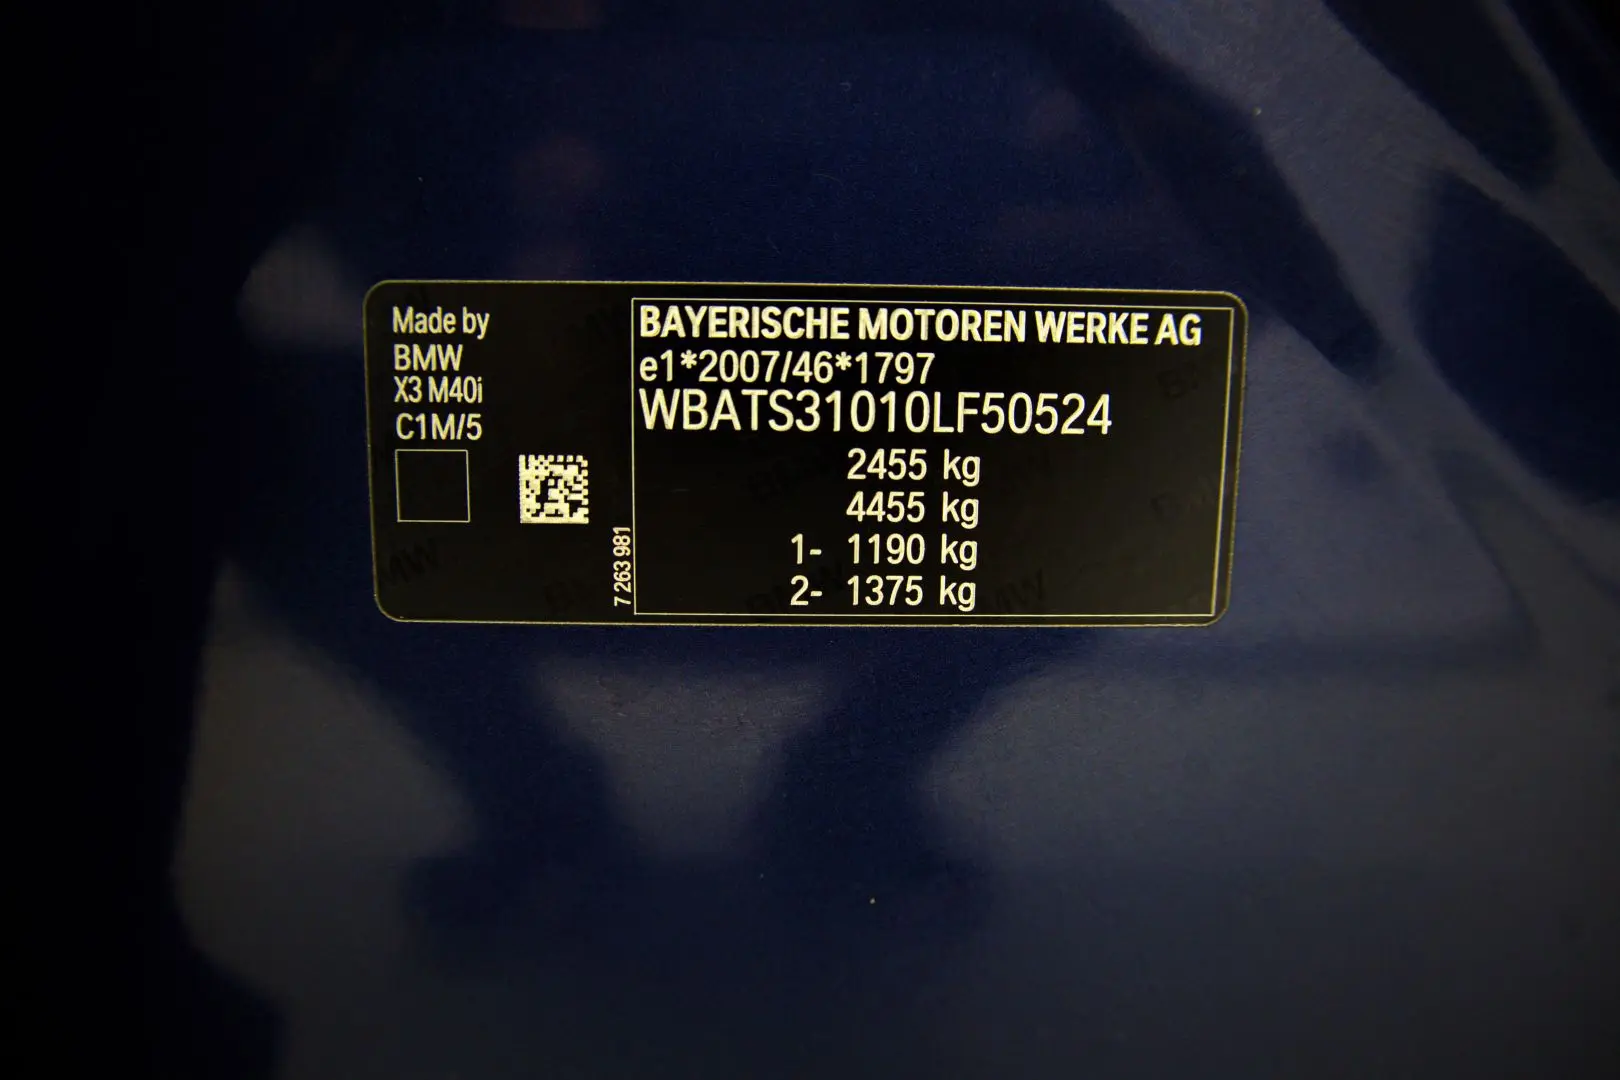 Made by
BMW
X3 M40i
C1M/5
7 263 981
BAYERISCHE MOTOREN WERKE AG
e1*2007/46*1797
WBATS31010LF50524
2455 kg
4455 kg
1- 1190 kg
2- 1375 kg